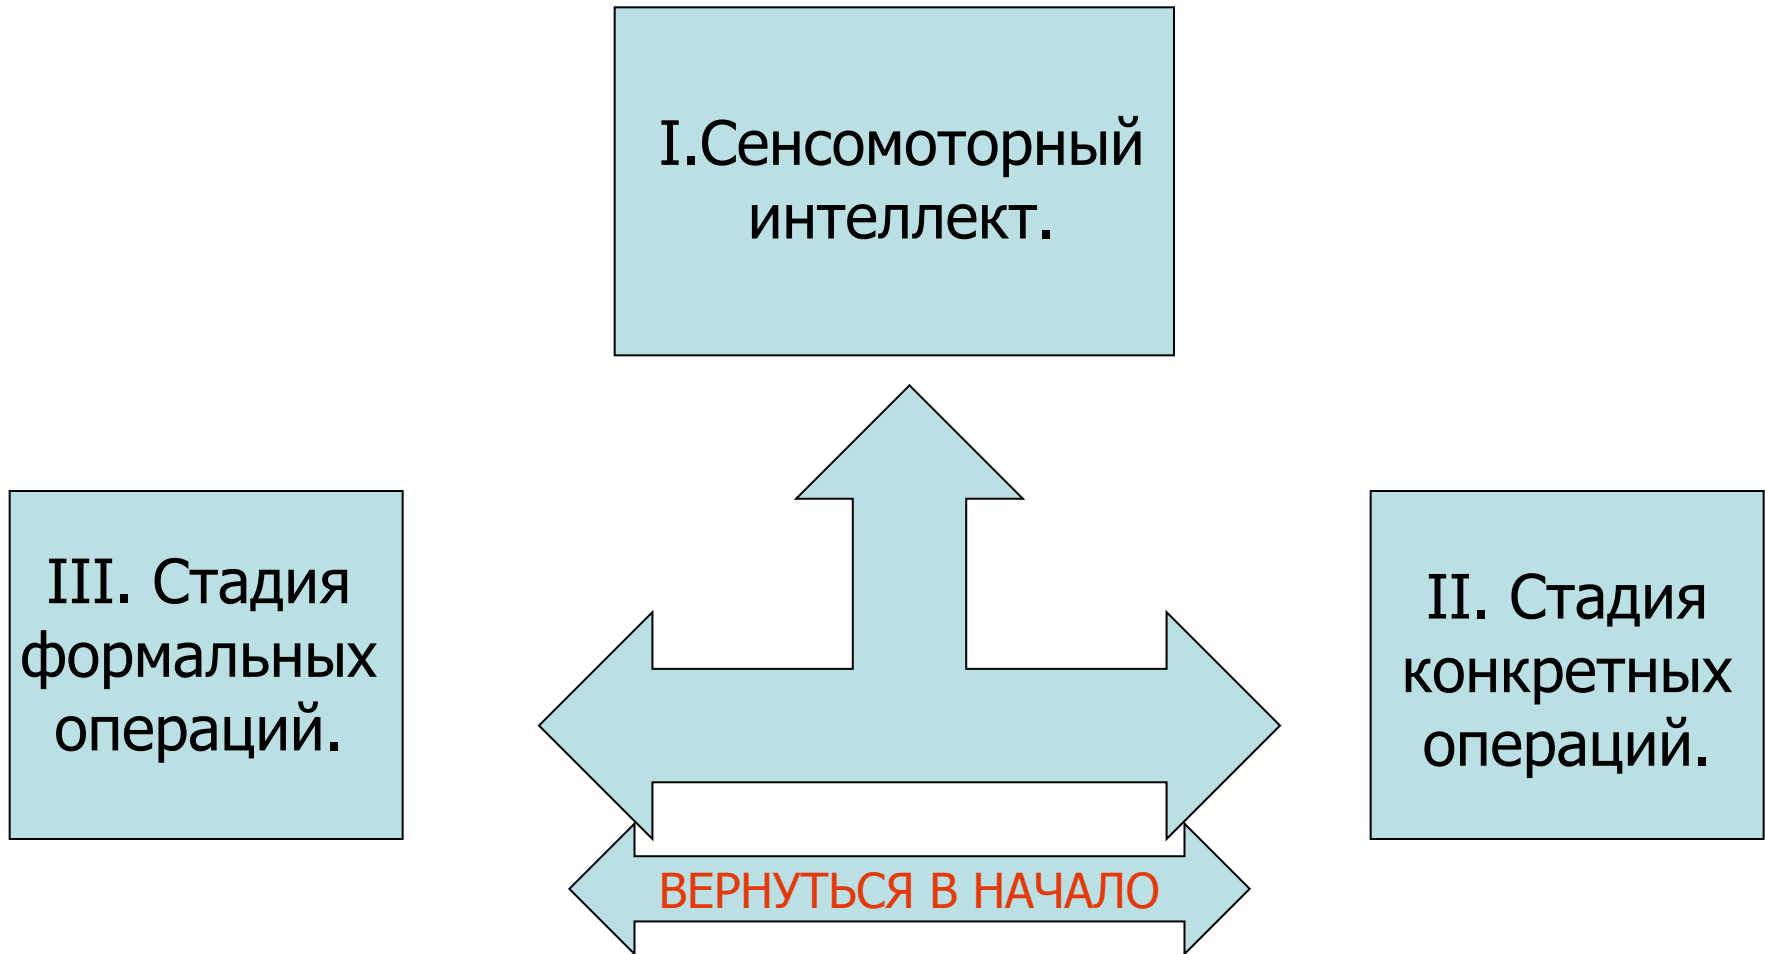 I.Сенсомоторный
интеллект.
III. Стадия
формальных
операций.
II. Стадия
конкретных
операций.
ВЕРНУТЬСЯ В НАЧАЛО